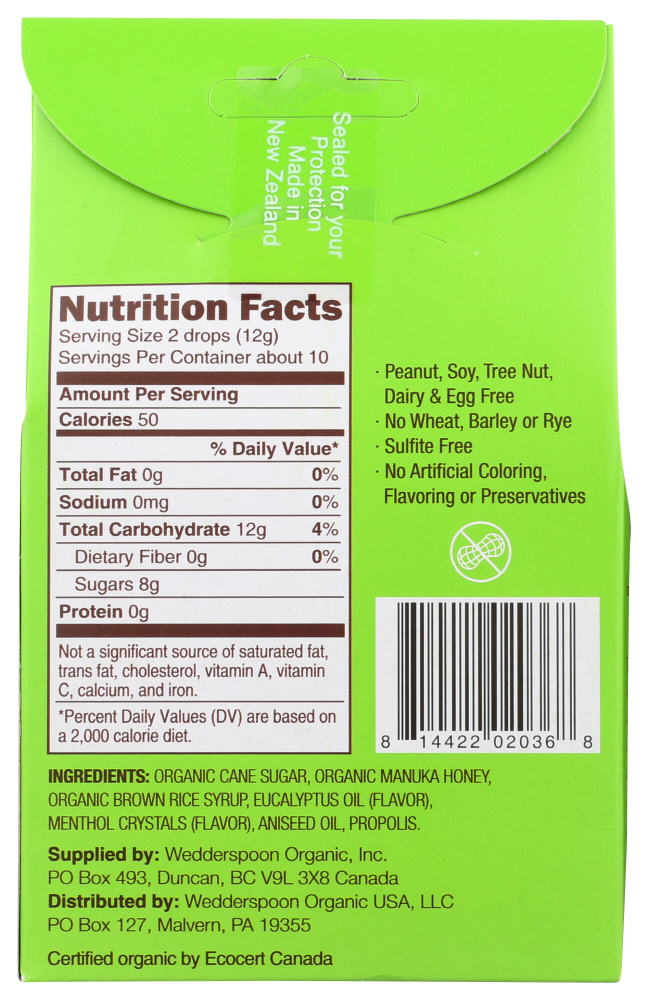 Sealed for your
Protection
Made in
New Zealand
Nutrition Facts
Serving Size 2 drops (12g)
Servings Per Container about 10
Amount Per Serving
Calories 50
% Daily Value*
Total Fat 0g 0%
Sodium 0mg 0%
Total Carbohydrate 12g 4%
Dietary Fiber 0g 0%
Sugars 8g
Protein 0g
Not a significant source of saturated fat,
trans fat, cholesterol, vitamin A, vitamin
C, calcium, and iron.
*Percent Daily Values (DV) are based on
a 2,000 calorie diet.
· Peanut, Soy, Tree Nut,
Dairy & Egg Free
· No Wheat, Barley or Rye
· Sulfite Free
· No Artificial Coloring,
Flavoring or Preservatives
8 14422 02036 8
INGREDIENTS: ORGANIC CANE SUGAR, ORGANIC MANUKA HONEY,
ORGANIC BROWN RICE SYRUP, EUCALYPTUS OIL (FLAVOR),
MENTHOL CRYSTALS (FLAVOR), ANISEED OIL, PROPOLIS.
Supplied by: Wedderspoon Organic, Inc.
PO Box 493, Duncan, BC V9L 3X8 Canada
Distributed by: Wedderspoon Organic USA, LLC
PO Box 127, Malvern, PA 19355
Certified organic by Ecocert Canada